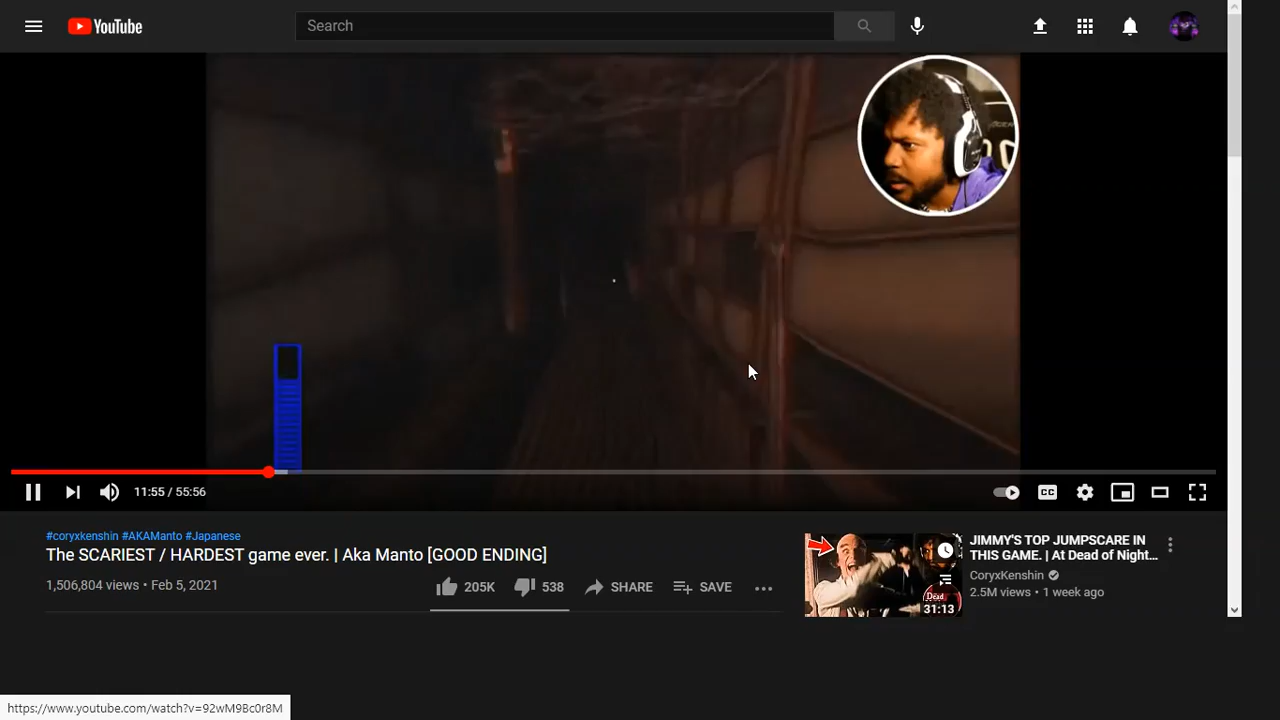 YouTube
Search
11:55 / 55:56
CC
#coryxkenshin #AKAManto #Japanese
The SCARIEST / HARDEST game ever. | Aka Manto [GOOD ENDING]
1,506,804 views • Feb 5, 2021
205K
538
SHARE
SAVE
JIMMY'S TOP JUMPSCARE IN
THIS GAME. | At Dead of Night...
CoryxKenshin
2.5M views • 1 week ago
Dead
31:13
https://www.youtube.com/watch?v=92wM9Bc0r8M